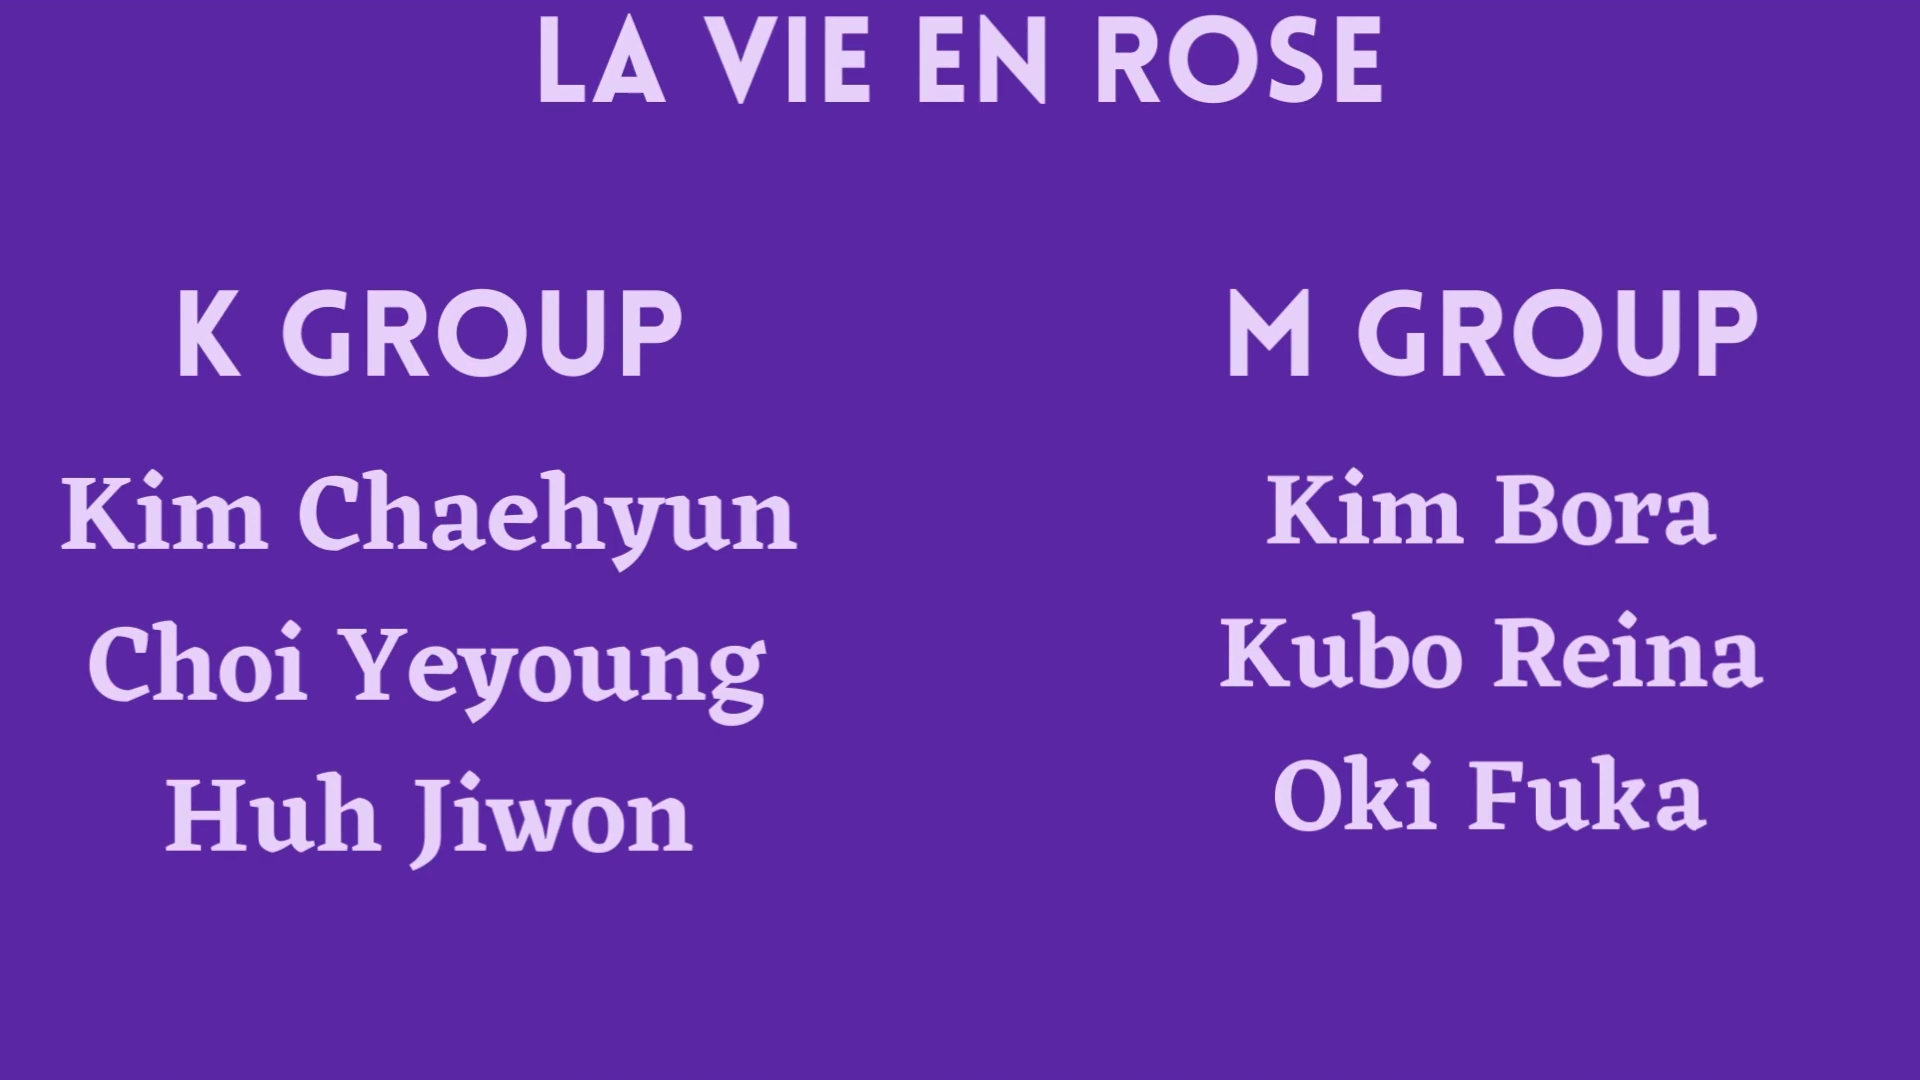 LA VIE EN ROSE
K GROUP
Kim Chaehyun
Choi Yeyoung
Huh Jiwon
M GROUP
Kim Bora
Kubo Reina
Oki Fuka